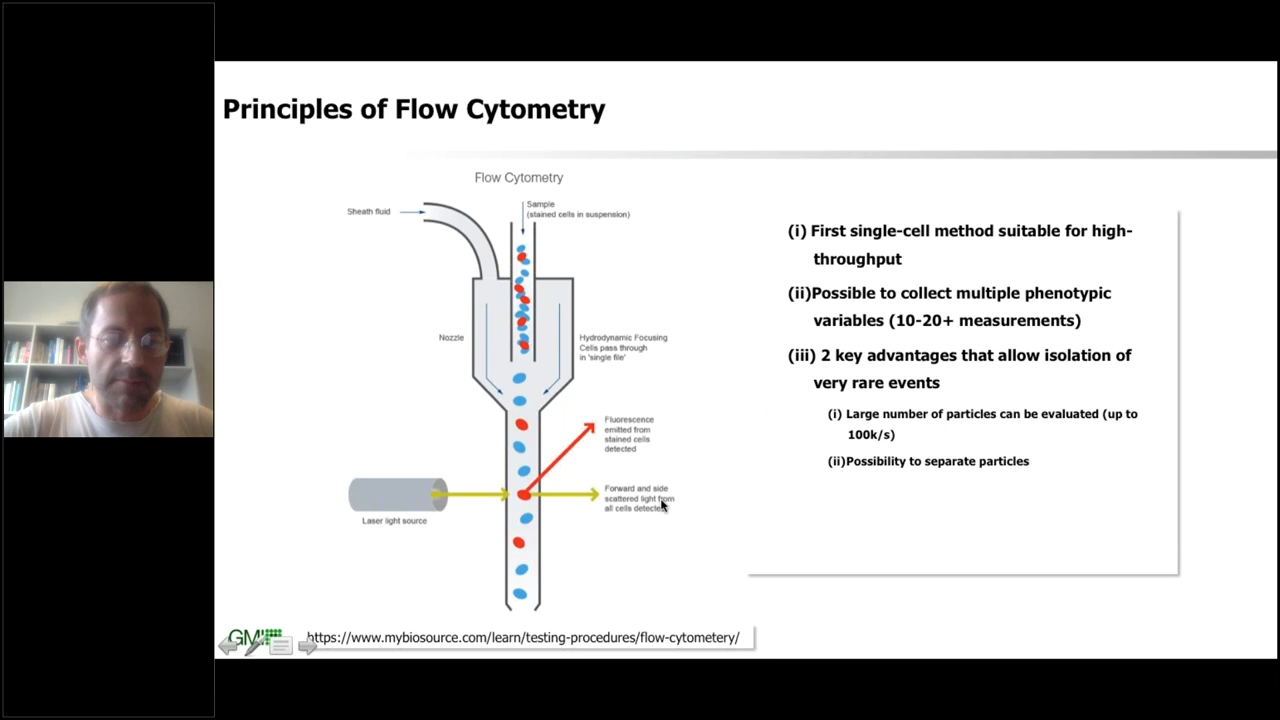 Principles of Flow Cytometry
Flow Cytometry
Sheath fluid
Sample
(stained cells in suspension)
Nozzle
Hydrodynamic Focusing
Cells pass through
in 'single file'
Fluorescence
emitted from
stained cells
detected
Forward and side
scattered light from
all cells detected
Laser light source
(i) First single-cell method suitable for high-
throughput
(ii)Possible to collect multiple phenotypic
variables (10-20+ measurements)
(iii) 2 key advantages that allow isolation of
very rare events
(i) Large number of particles can be evaluated (up to
100k/s)
(ii)Possibility to separate particles
GMI
https://www.mybiosource.com/learn/testing-procedures/flow-cytometery/